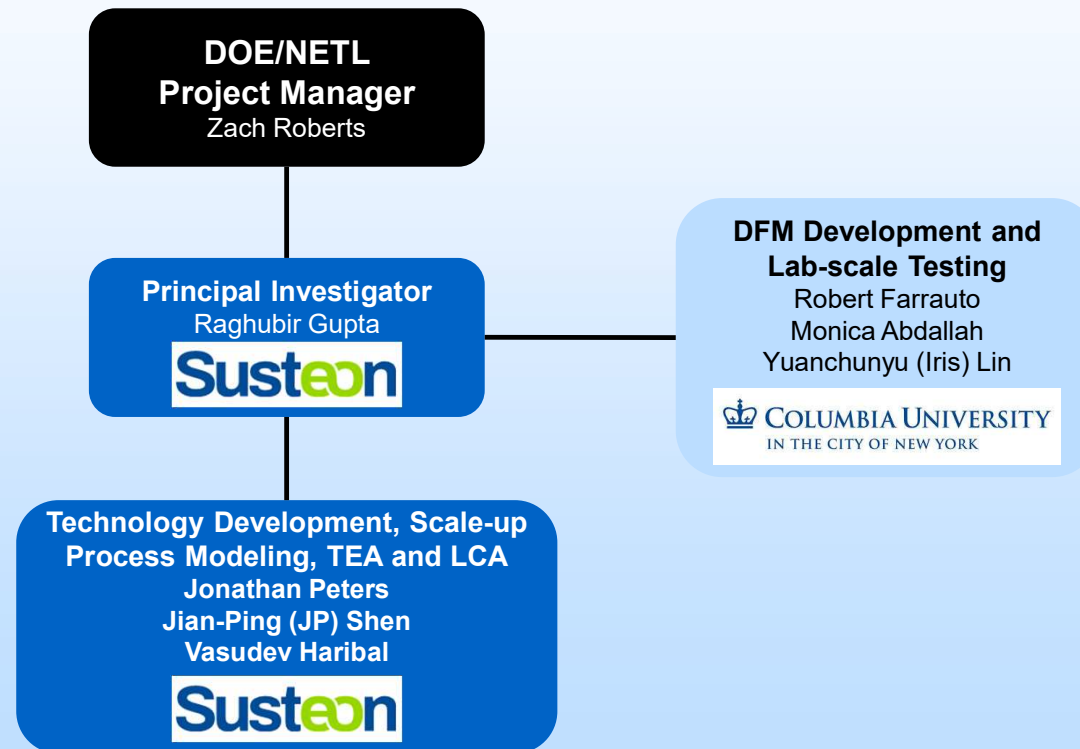 DOE/NETL
Project Manager
Zach Roberts
Principal Investigator
Raghubir Gupta
Susteon
DFM Development and
Lab-scale Testing
Robert Farrauto
Monica Abdallah
Yuanchunyu (Iris) Lin
COLUMBIA UNIVERSITY
IN THE CITY OF NEW YORK
Technology Development, Scale-up
Process Modeling, TEA and LCA
Jonathan Peters
Jian-Ping (JP) Shen
Vasudev Haribal
Susteon